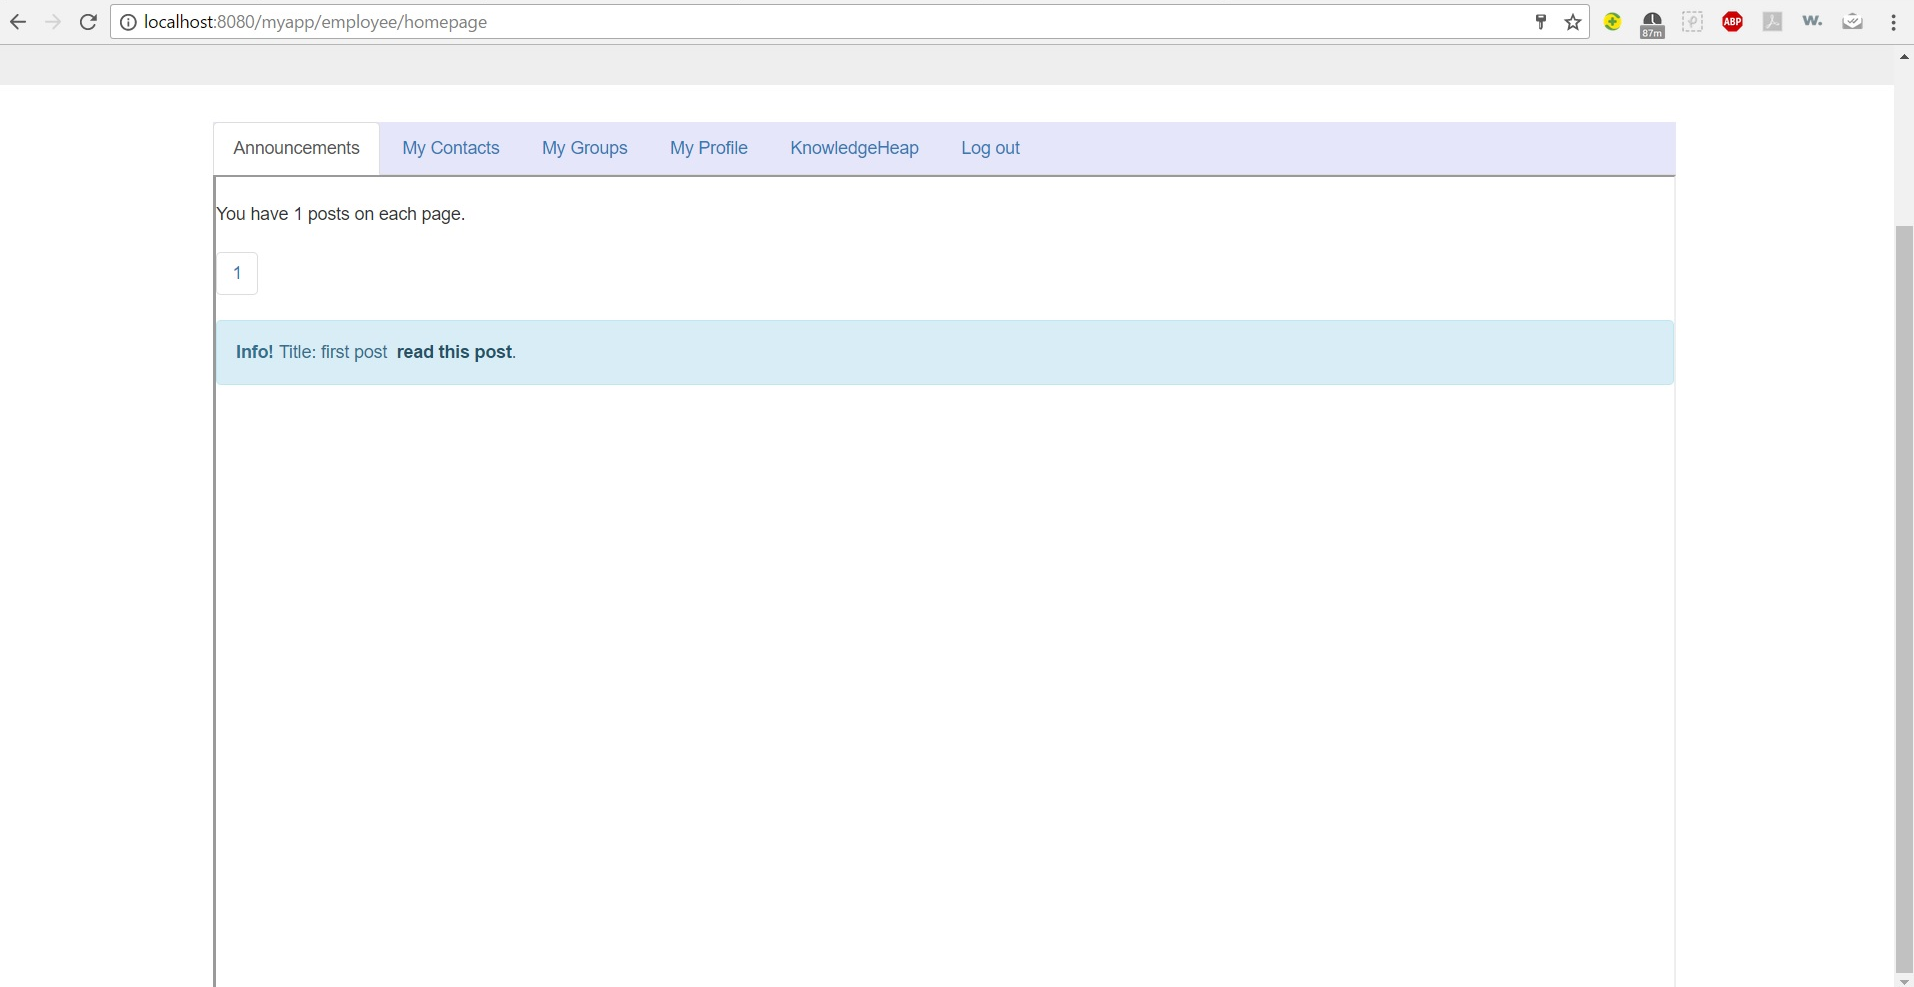 localhost:8080/myapp/employee/homepage
87m
ABP
w.
Announcements My Contacts My Groups My Profile KnowledgeHeap Log out
You have 1 posts on each page.
1
Info! Title: first post read this post.